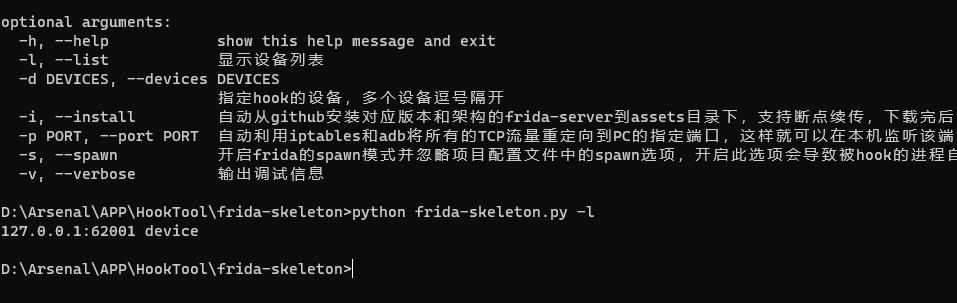 optional arguments:
-h, --help show this help message and exit
-l, --list 显示设备列表
-d DEVICES, --devices DEVICES
指定hook的设备，多个设备逗号隔开
-i, --install 自动从github安装对应版本和架构的frida-server到assets目录下，支持断点续传，下载完后
-p PORT, --port PORT 自动利用iptables和adb将所有的TCP流量重定向到PC的指定端口，这样就可以在本机监听该端
-s, --spawn 开启frida的spawn模式并忽略项目配置文件中的spawn选项，开启此选项会导致被hook的进程自
-v, --verbose 输出调试信息
D:\Arsenal\APP\HookTool\frida-skeleton>python frida-skeleton.py -l
127.0.0.1:62001 device
D:\Arsenal\APP\HookTool\frida-skeleton>